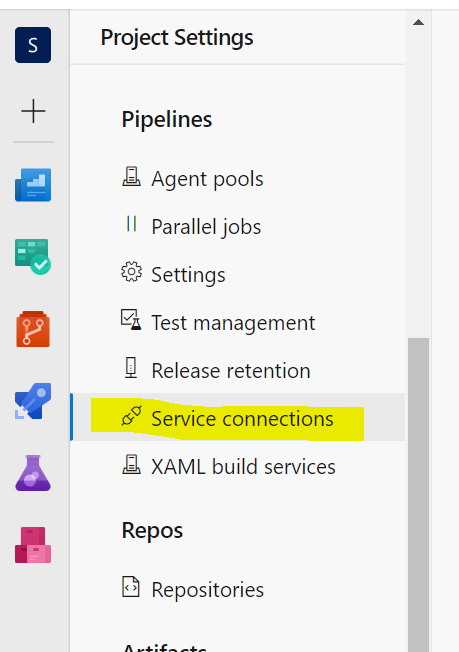 S
Project Settings
Pipelines
Agent pools
Parallel jobs
Settings
Test management
Release retention
Service connections
XAML build services
Repos
Repositories
Artifacts